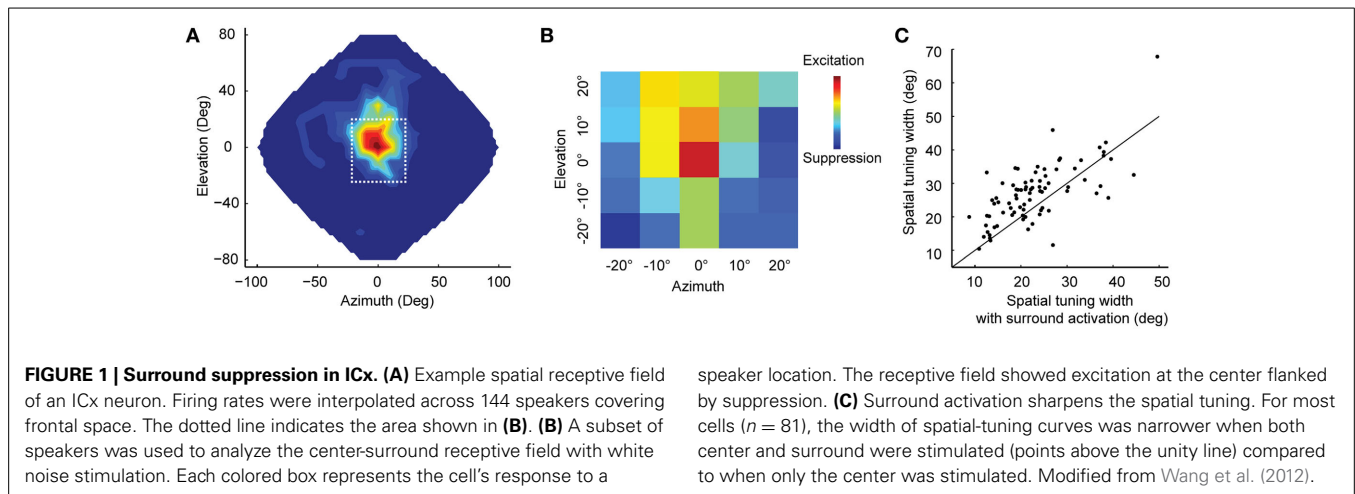 A
80
40
0
−40
−80
Elevation (Deg)
−100
−50
0
50
100
Azimuth (Deg)
B
Excitation
Suppression
20°
10°
0°
-10°
-20°
Elevation
-20°
-10°
0°
10°
20°
Azimuth
C
70
60
50
40
30
20
10
Spatial tuning width (deg)
10
20
30
40
50
Spatial tuning width
with surround activation (deg)
FIGURE 1 | Surround suppression in ICx. (A) Example spatial receptive field
of an ICx neuron. Firing rates were interpolated across 144 speakers covering
frontal space. The dotted line indicates the area shown in (B). (B) A subset of
speakers was used to analyze the center-surround receptive field with white
noise stimulation. Each colored box represents the cell's response to a
speaker location. The receptive field showed excitation at the center flanked
by suppression. (C) Surround activation sharpens the spatial tuning. For most
cells (n = 81), the width of spatial-tuning curves was narrower when both
center and surround were stimulated (points above the unity line) compared
to when only the center was stimulated. Modified from Wang et al. (2012).